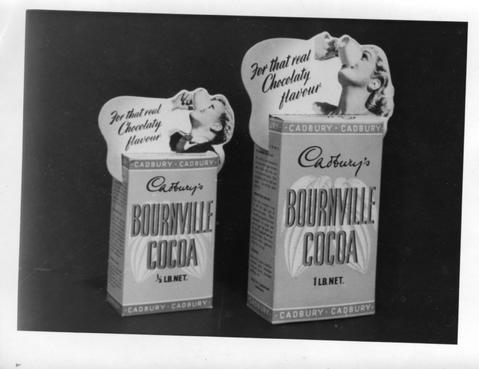 For that real
Chocolaty
flavour
CADBURY · CADBURY
Cadbury's
BOURNVILLE
COCOA
½ LB. NET.
CADBURY · CADBURY
For that real
Chocolaty
flavour
CADBURY · CADBURY
Cadbury's
BOURNVILLE
COCOA
1 LB. NET.
CADBURY · CADBURY